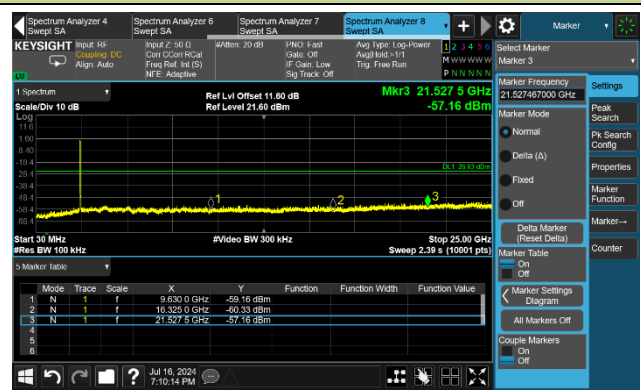 Spectrum Analyzer 4
Swept SA
Spectrum Analyzer 6
Swept SA
Spectrum Analyzer 7
Swept SA
Spectrum Analyzer 8
Swept SA
+
Marker
KEYSIGHT
LW
Input: RF
Coupling: DC
Align: Auto
Input Z: 50 Ω
Corr CCorr RCal
Freq Ref: Int (S)
NFE: Adaptive
#Atten: 20 dB
PNO: Fast
Gate: Off
IF Gain: Low
Sig Track: Off
Avg Type: Log-Power
Avg|Hold:>1/1
Trig: Free Run
1 2 3 4 5 6
M W W W W W
P N N N N N
1 Spectrum
Scale/Div 10 dB
Ref Lvl Offset 11.60 dB
Ref Level 21.60 dBm
Mkr3 21.527 5 GHz
-57.16 dBm
Log
11.6
1.60
-8.40
-18.4
-28.4
-38.4
-48.4
-58.4
-68.4
1
2
3
Start 30 MHz
#Res BW 100 kHz
#Video BW 300 kHz
Stop 25.00 GHz
Sweep 2.39 s (10001 pts)
5 Marker Table
Mode Trace Scale X Y Function Function Width Function Value
1 N 1 f 9.630 0 GHz -59.16 dBm
2 N 1 f 16.325 0 GHz -60.33 dBm
3 N 1 f 21.527 5 GHz -57.16 dBm
4
5
6
Select Marker
Marker 3
Marker Frequency
21.527467000 GHz
Marker Mode
Normal
Delta (Δ)
Fixed
Off
Delta Marker
(Reset Delta)
Marker Table
On
Off
Marker Settings
Diagram
All Markers Off
Couple Markers
On
Off
Settings
Peak
Search
Pk Search
Config
Properties
Marker
Function
Marker→
Counter
?
Jul 16, 2024
7:10:14 PM